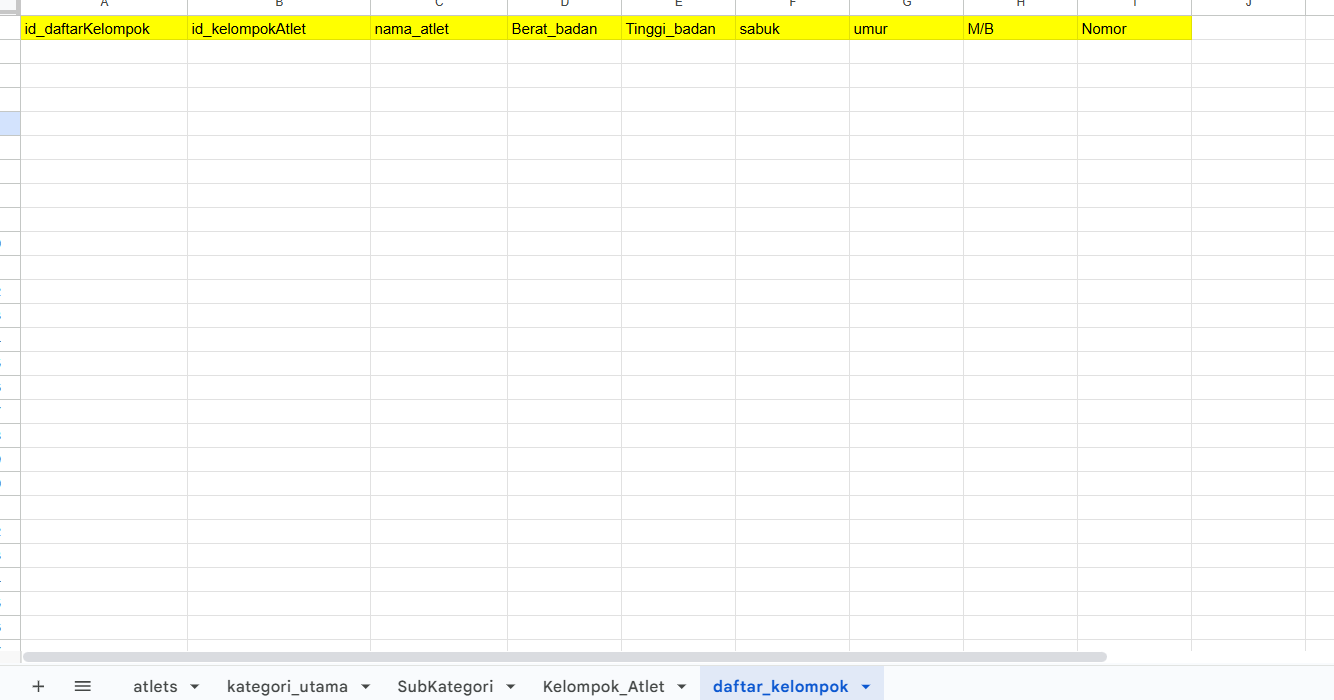 A B C D E F G H I J
id_daftarKelompok id_kelompokAtlet nama_atlet Berat_badan Tinggi_badan sabuk umur M/B Nomor
+ atlets kategori_utama SubKategori Kelompok_Atlet daftar_kelompok